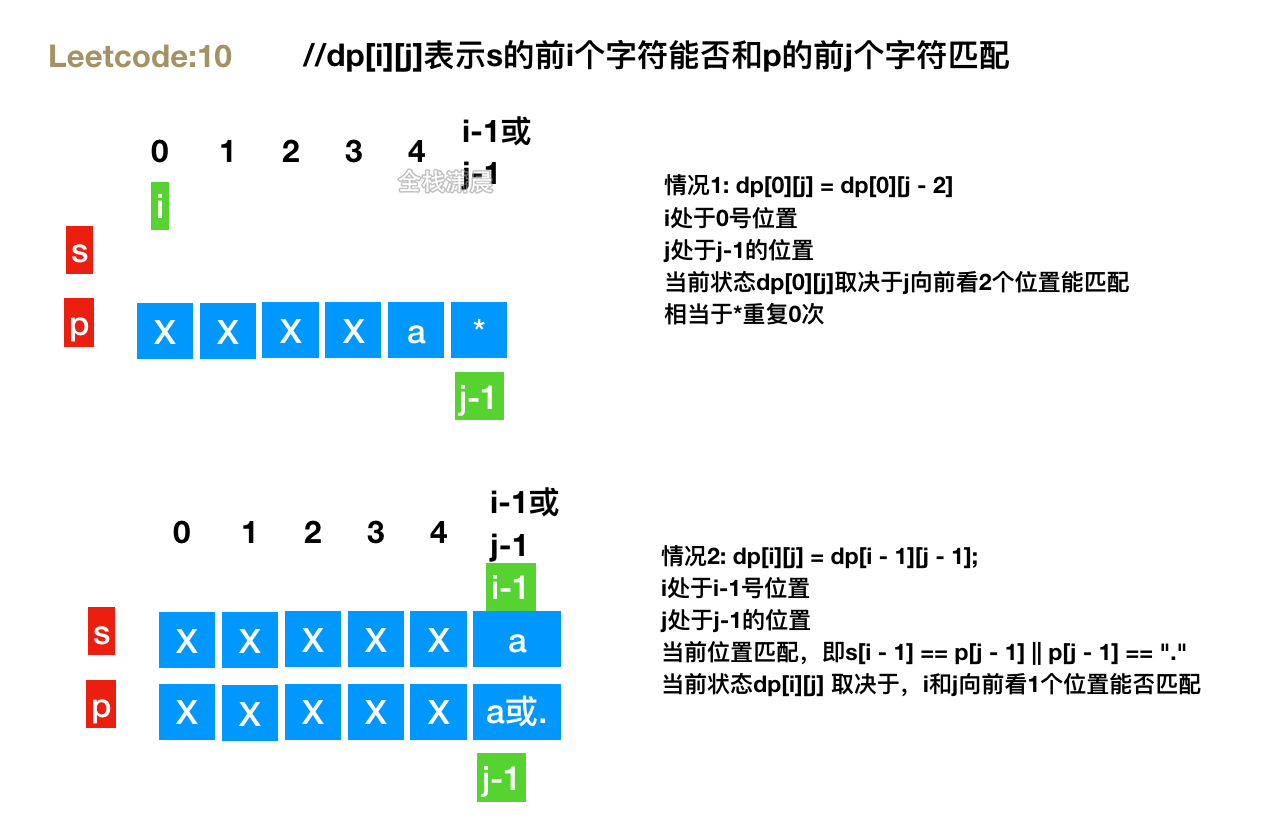 Leetcode:10
//dp[i][j]表示s的前i个字符能否和p的前j个字符匹配
0 1 2 3 4 i-1或
j-1
全栈潇晨
i
s
p X X X X a *
j-1
情况1: dp[0][j] = dp[0][j - 2]
i处于0号位置
j处于j-1的位置
当前状态dp[0][j]取决于j向前看2个位置能匹配
相当于*重复0次
0 1 2 3 4 i-1或
j-1
i-1
s X X X X X a
p X X X X X a或.
j-1
情况2: dp[i][j] = dp[i - 1][j - 1];
i处于i-1号位置
j处于j-1的位置
当前位置匹配，即s[i - 1] == p[j - 1] || p[j - 1] == "."
当前状态dp[i][j] 取决于，i和j向前看1个位置能否匹配